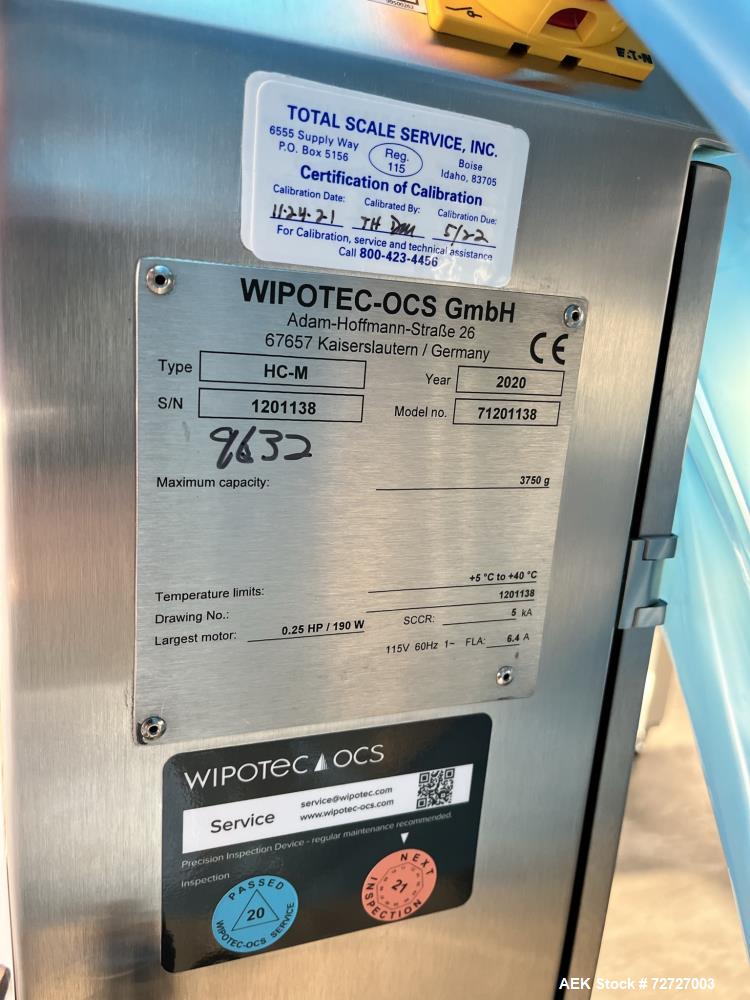 90500262
E.T.N
TOTAL SCALE SERVICE, INC.
6555 Supply Way
P.O. Box 5156
Reg.
115
Boise
Idaho, 83705
Certification of Calibration
Calibration Date: Calibrated By: Calibration Due:
11-24-21 TH 5/22
For Calibration, service and technical assistance
Call 800-423-4456
WIPOTEC-OCS GmbH
Adam-Hoffmann-Straße 26
67657 Kaiserslautern / Germany
CE
Type HC-M Year 2020
S/N 1201138 Model no. 71201138
9632
Maximum capacity: 3750 g
Temperature limits: +5 °C to +40 °C
Drawing No.: 1201138
Largest motor: 0.25 HP / 190 W SCCR: 5 kA
115V 60Hz 1~ FLA: 6.4 A
WIPOTEC OCS
Service
service@wipotec.com
www.wipotec-ocs.com
Precision Inspection Device - regular maintenance recommended.
Inspection
PASSED
20
WIPOTEC-OCS SERVICE
NEXT
21
INSPECTION
AEK Stock # 72727003